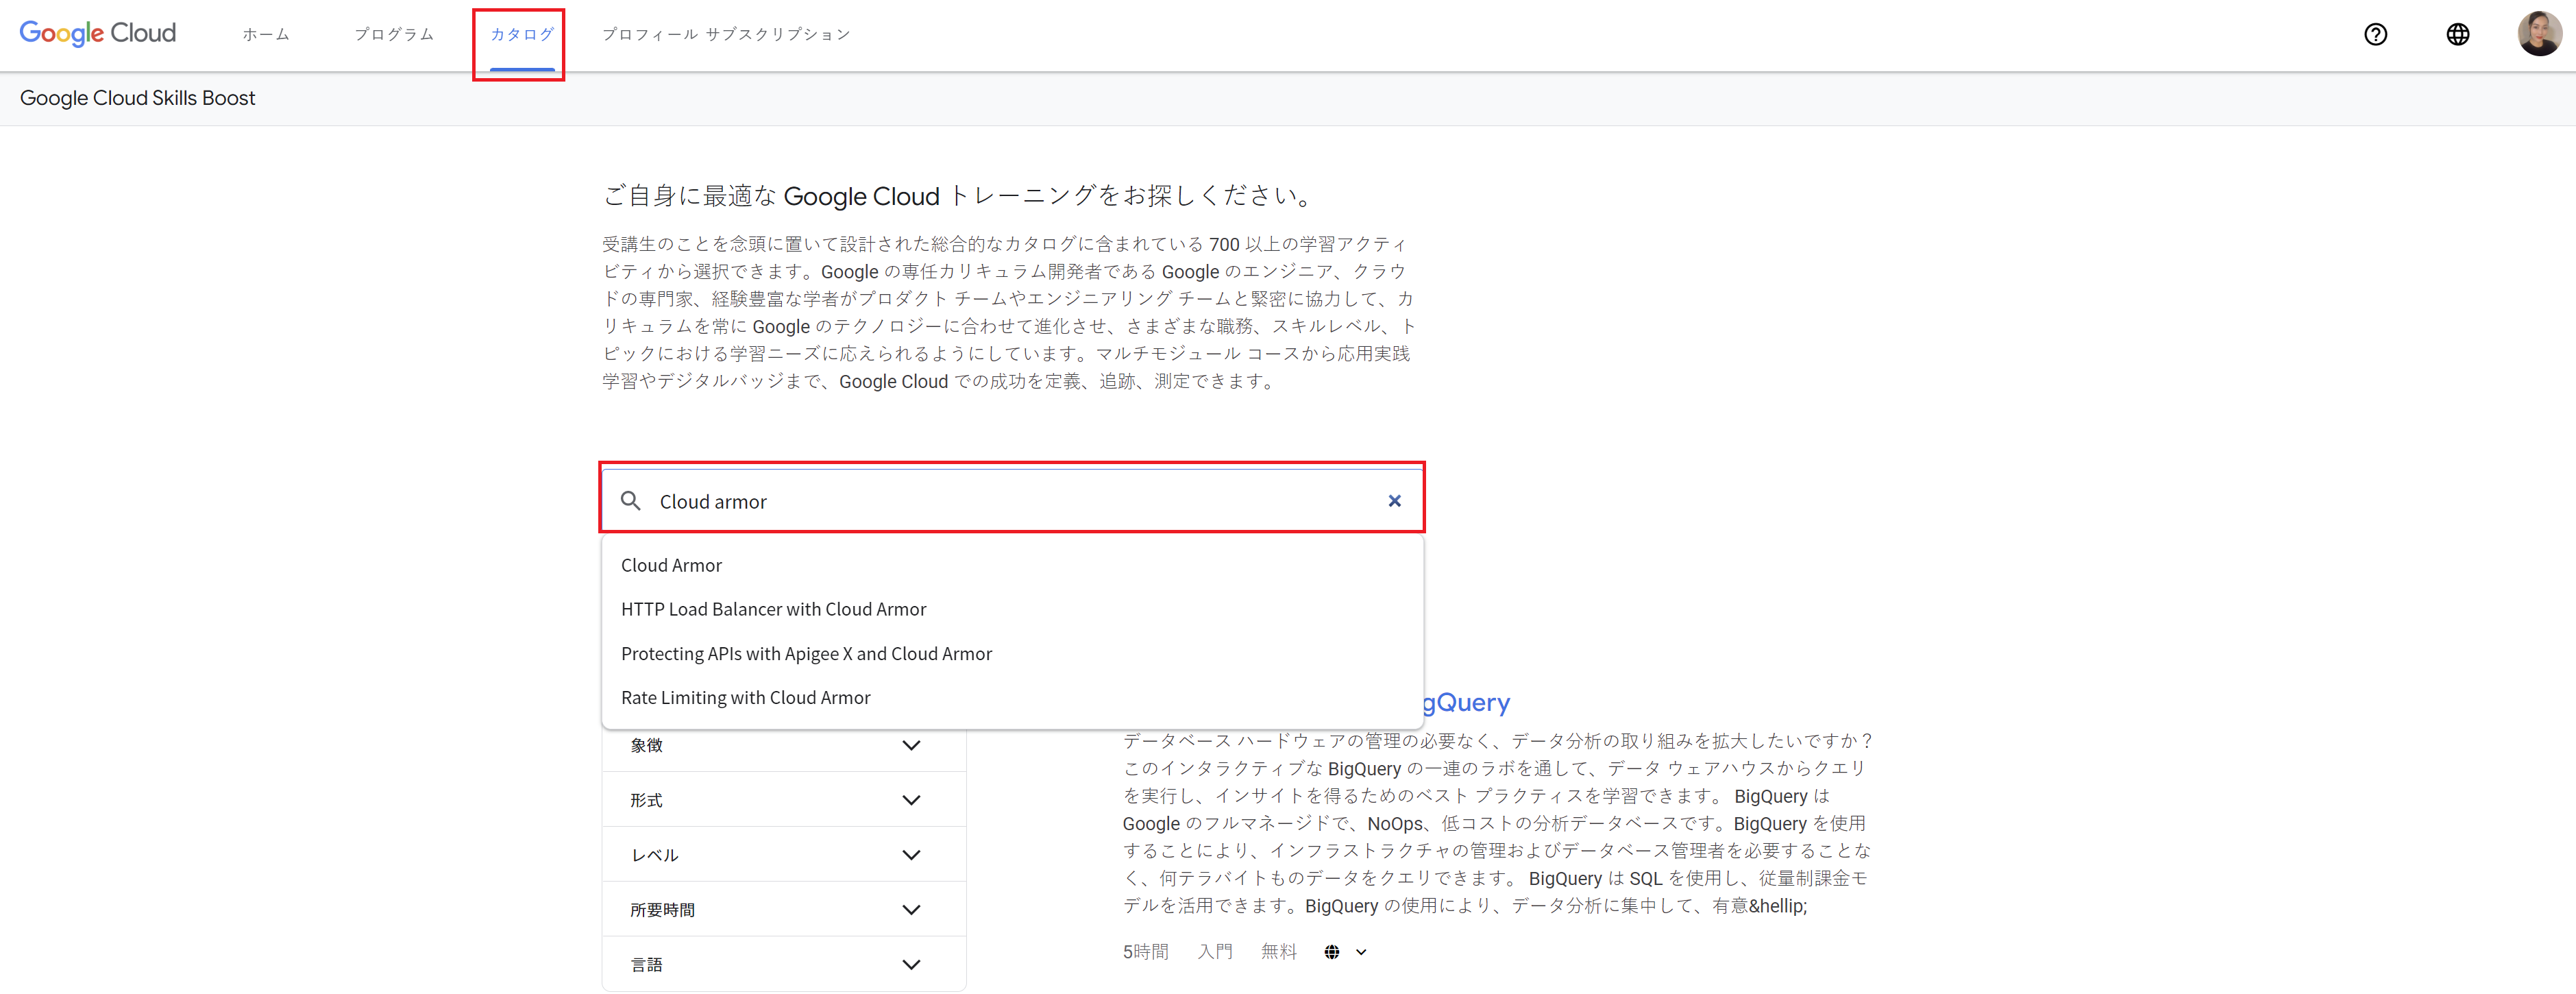 Google Cloud
ホーム
プログラム
カタログ
プロフィール サブスクリプション
Google Cloud Skills Boost
ご自身に最適な Google Cloud トレーニングをお探しください。
受講生のことを念頭に置いて設計された総合的なカタログに含まれている 700 以上の学習アクティ
ビティから選択できます。Google の専任カリキュラム開発者である Google のエンジニア、クラウ
ドの専門家、経験豊富な学者がプロダクト チームやエンジニアリング チームと緊密に協力して、カ
リキュラムを常に Google のテクノロジーに合わせて進化させ、さまざまな職務、スキルレベル、ト
ピックにおける学習ニーズに応えられるようにしています。マルチモジュール コースから応用実践
学習やデジタルバッジまで、Google Cloud での成功を定義、追跡、測定できます。
Cloud armor
Cloud Armor
HTTP Load Balancer with Cloud Armor
Protecting APIs with Apigee X and Cloud Armor
Rate Limiting with Cloud Armor
象徴
形式
レベル
所要時間
言語
gQuery
データベース ハードウェアの管理の必要なく、データ分析の取り組みを拡大したいですか？
このインタラクティブな BigQuery の一連のラボを通して、データ ウェアハウスからクエリ
を実行し、インサイトを得るためのベスト プラクティスを学習できます。 BigQuery は
Google のフルマネージドで、NoOps、低コストの分析データベースです。BigQuery を使用
することにより、インフラストラクチャの管理およびデータベース管理者を必要することな
く、何テラバイトものデータをクエリできます。 BigQuery は SQL を使用し、従量制課金モ
デルを活用できます。BigQuery の使用により、データ分析に集中して、有意&hellip;
5時間 入門 無料